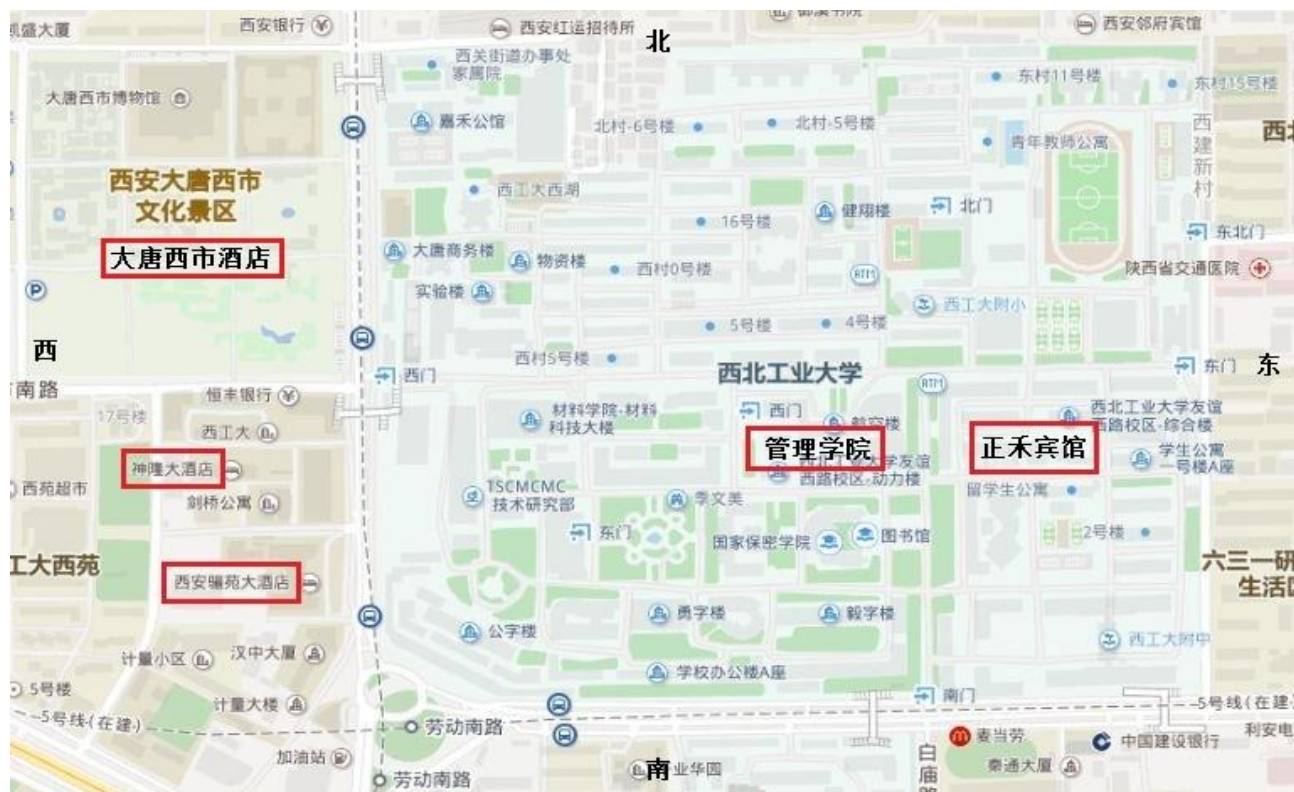 凯盛大厦
西安银行
西安红运招待所
北
西安邻府宾馆
西关街道办事处
家属院
东村11号楼
东村15号楼
大唐西市博物馆
嘉禾公馆
北村-6号楼
北村-5号楼
西
建
新
村
青年教师公寓
西安大唐西市
文化景区
西工大西湖
16号楼
健翔楼
北门
东北门
大唐西市酒店
大唐商务楼
物资楼
西村0号楼
ATM
陕西省交通医院
P
实验楼
西工大附小
5号楼
4号楼
西
西村5号楼
西北工业大学
东门
东
南路
西门
ATM
恒丰银行
17号楼
西工大
材料学院-材料
科技大楼
西门
航空楼
西北工业大学友谊
西路校区-综合楼
管理学院
正禾宾馆
神隆大酒店
西北工业大学友谊
西路校区-动力楼
学生公寓
一号楼A座
西苑超市
剑桥公寓
TSCMCMC
技术研究部
季文美
留学生公寓
东门
国家保密学院
图书馆
2号楼
工大西苑
西安骊苑大酒店
六三一研
生活区
勇字楼
毅字楼
公字楼
西工大附中
计量小区
汉中大厦
学校办公楼A座
5号楼
计量大楼
南门
5号线(在建)
5号线(在建)
劳动南路
麦当劳
中国建设银行
利安电
加油站
劳动南路
南
业华园
白
庙
路
秦通大厦